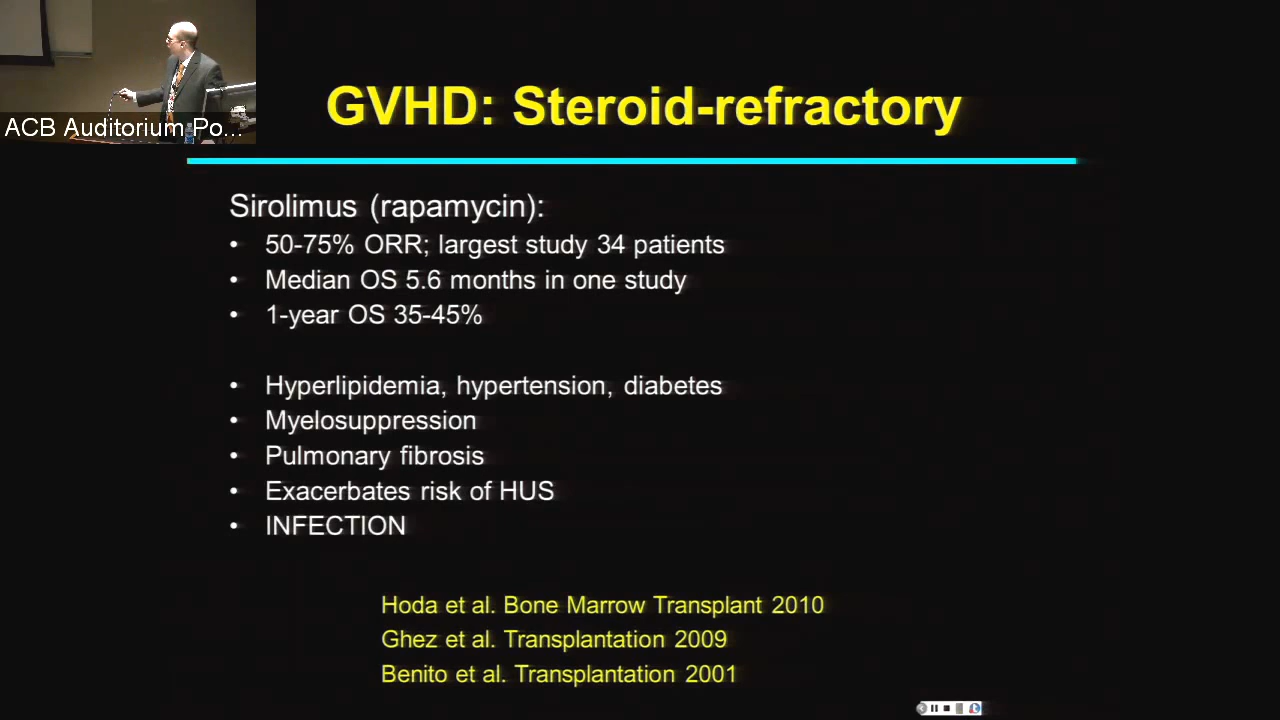 ACB Auditorium Po...
GVHD: Steroid-refractory
Sirolimus (rapamycin):
• 50-75% ORR; largest study 34 patients
• Median OS 5.6 months in one study
• 1-year OS 35-45%
• Hyperlipidemia, hypertension, diabetes
• Myelosuppression
• Pulmonary fibrosis
• Exacerbates risk of HUS
• INFECTION
Hoda et al. Bone Marrow Transplant 2010
Ghez et al. Transplantation 2009
Benito et al. Transplantation 2001